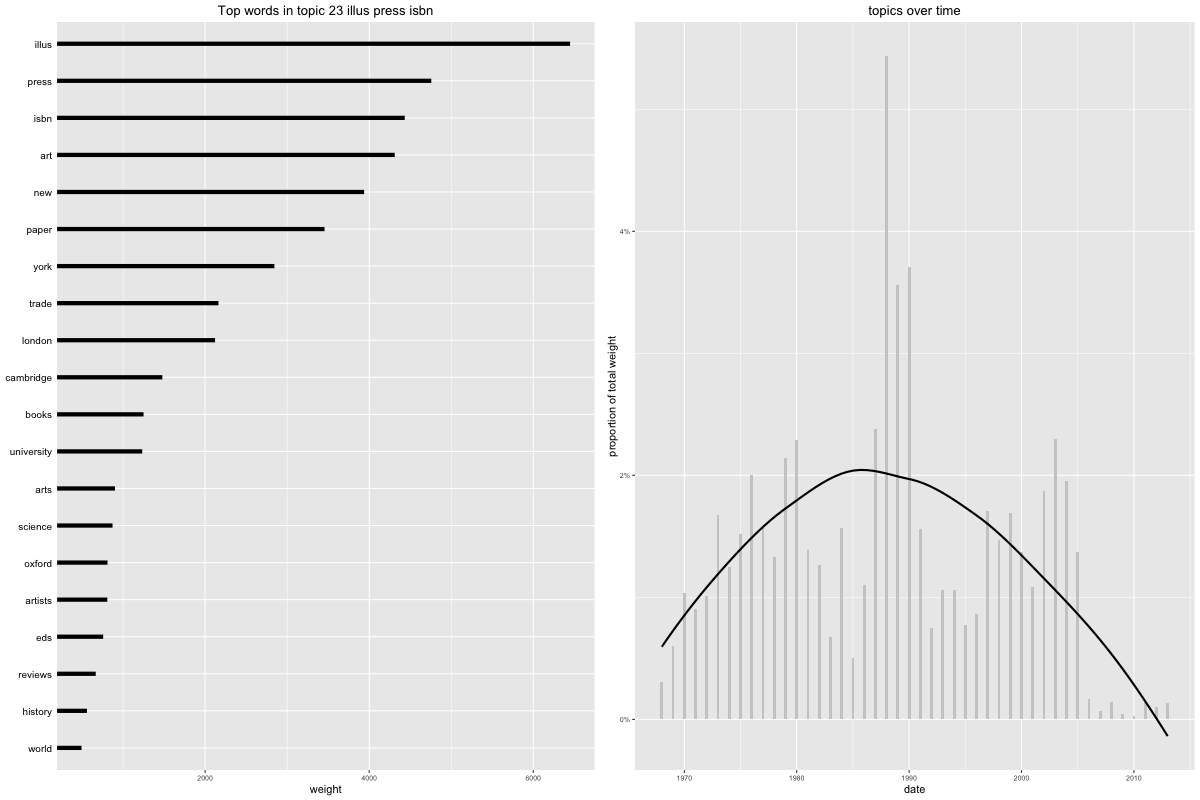 Top words in topic 23 illus press isbn
illus
press
isbn
art
new
paper
york
trade
london
cambridge
books
university
arts
science
oxford
artists
eds
reviews
history
world
2000
4000
6000
weight
topics over time
proportion of total weight
4%
2%
0%
1970
1980
1990
2000
2010
date